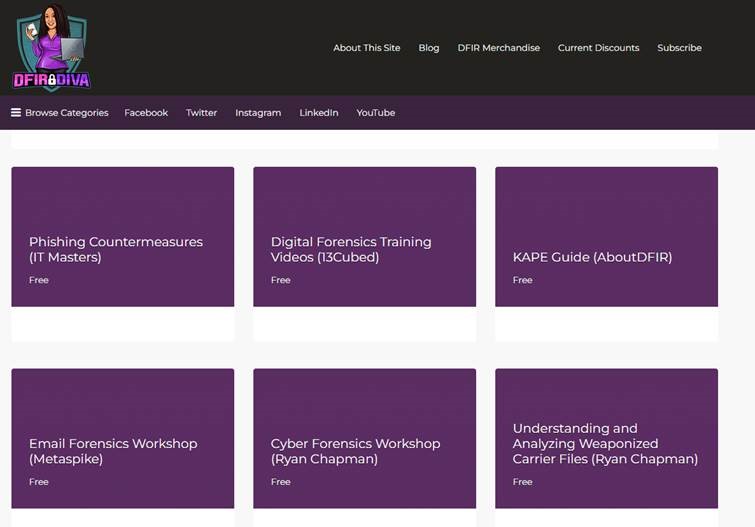 DFIR DIVA
About This Site
Blog
DFIR Merchandise
Current Discounts
Subscribe
Browse Categories
Facebook
Twitter
Instagram
LinkedIn
YouTube
Phishing Countermeasures
(IT Masters)
Free
Digital Forensics Training
Videos (13Cubed)
Free
KAPE Guide (AboutDFIR)
Free
Email Forensics Workshop
(Metaspike)
Free
Cyber Forensics Workshop
(Ryan Chapman)
Free
Understanding and
Analyzing Weaponized
Carrier Files (Ryan Chapman)
Free